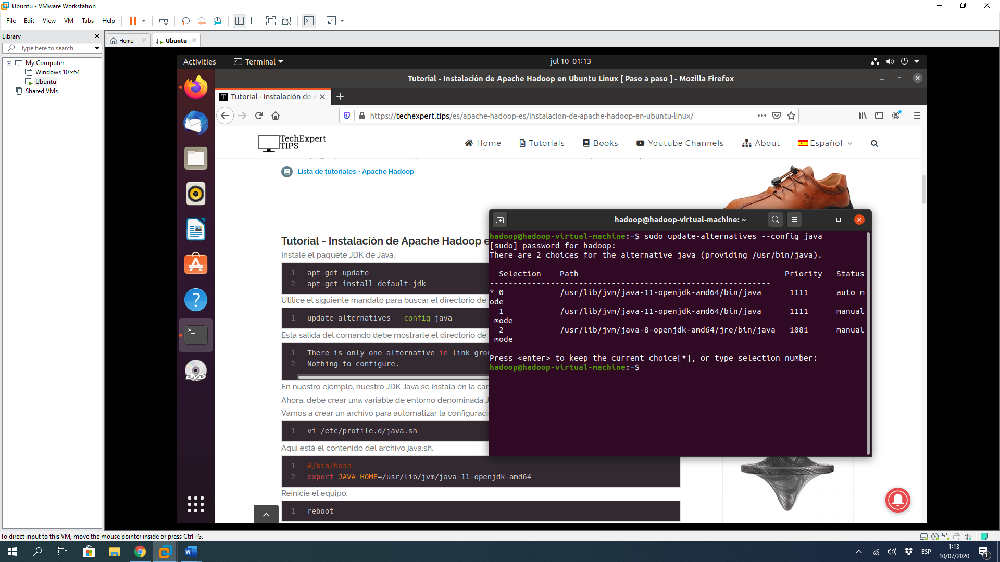 Ubuntu - VMware Workstation
File Edit View VM Tabs Help
Library
Type here to search
My Computer
Windows 10 x64
Ubuntu
Shared VMs
Home
Ubuntu
Activities
Terminal
jul 10 01:13
Tutorial - Instalación de Apache Hadoop en Ubuntu Linux [ Paso a paso ] - Mozilla Firefox
Tutorial - Instalación de A
https://techexpert.tips/es/apache-hadoop-es/instalacion-de-apache-hadoop-en-ubuntu-linux/
TechExpert
TIPS
Home Tutorials Books Youtube Channels About Español
Lista de tutoriales - Apache Hadoop
Tutorial - Instalación de Apache Hadoop e
Instale el paquete JDK de Java.
1 apt-get update
2 apt-get install default-jdk
Utilice el siguiente mandato para buscar el directorio de
1 update-alternatives --config java
Esta salida del comando debe mostrarle el directorio de
1 There is only one alternative in link grou
2 Nothing to configure.
En nuestro ejemplo, nuestro JDK Java se instala en la car
Ahora, debe crear una variable de entorno denominada J
Vamos a crear un archivo para automatizar la configuraci
1 vi /etc/profile.d/java.sh
Aquí está el contenido del archivo java.sh.
1 #/bin/bash
2 export JAVA_HOME=/usr/lib/jvm/java-11-openjdk-amd64
Reinicie el equipo.
1 reboot
hadoop@hadoop-virtual-machine: ~
hadoop@hadoop-virtual-machine:~$ sudo update-alternatives --config java
[sudo] password for hadoop:
There are 2 choices for the alternative java (providing /usr/bin/java).
Selection Path Priority Status
------------------------------------------------------------
* 0 /usr/lib/jvm/java-11-openjdk-amd64/bin/java 1111 auto m
ode
1 /usr/lib/jvm/java-11-openjdk-amd64/bin/java 1111 manual
mode
2 /usr/lib/jvm/java-8-openjdk-amd64/jre/bin/java 1081 manual
mode
Press <enter> to keep the current choice[*], or type selection number:
hadoop@hadoop-virtual-machine:~$
DVD
To direct input to this VM, move the mouse pointer inside or press Ctrl+G.
ESP
1:13
10/07/2020
1